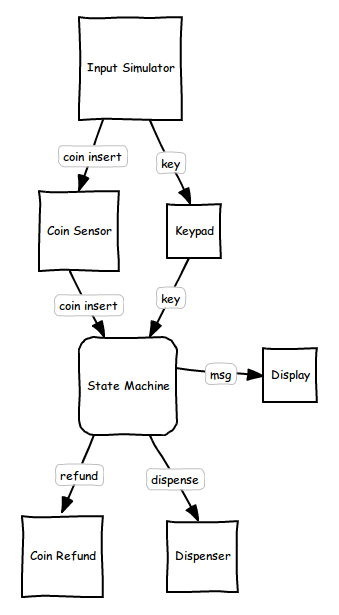 Input Simulator
coin insert
key
Coin Sensor
Keypad
coin insert
key
State Machine
msg
Display
refund
dispense
Coin Refund
Dispenser